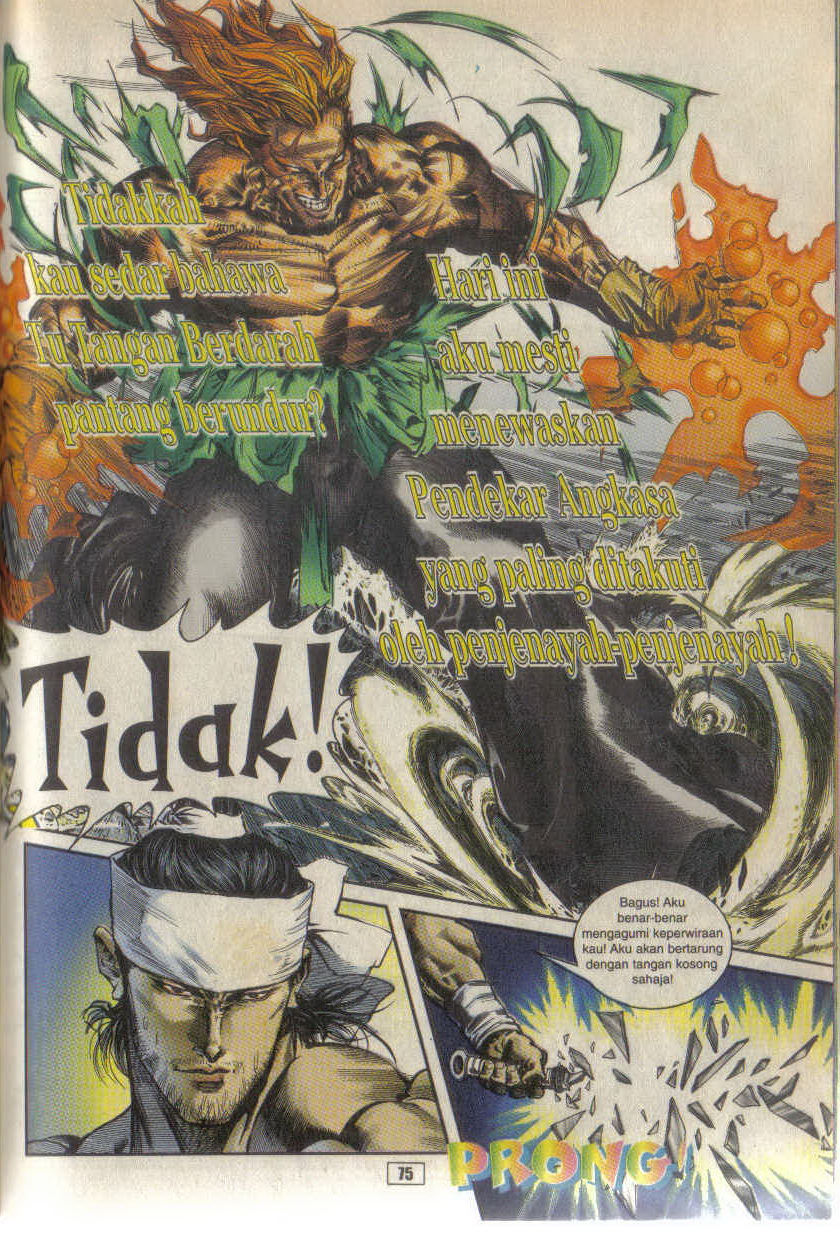 Tidakkah
kau sedar bahawa
Tu Tangan Berdarah
pantang berundur?
Hari ini
aku mesti
menewaskan
Pendekar Angkasa
yang paling ditakuti
oleh penjenayah-penjenayah!
Tidak!
Bagus! Aku
benar-benar
mengagumi keperwiraan
kau! Aku akan bertarung
dengan tangan kosong
sahaja!
PRONG!
75